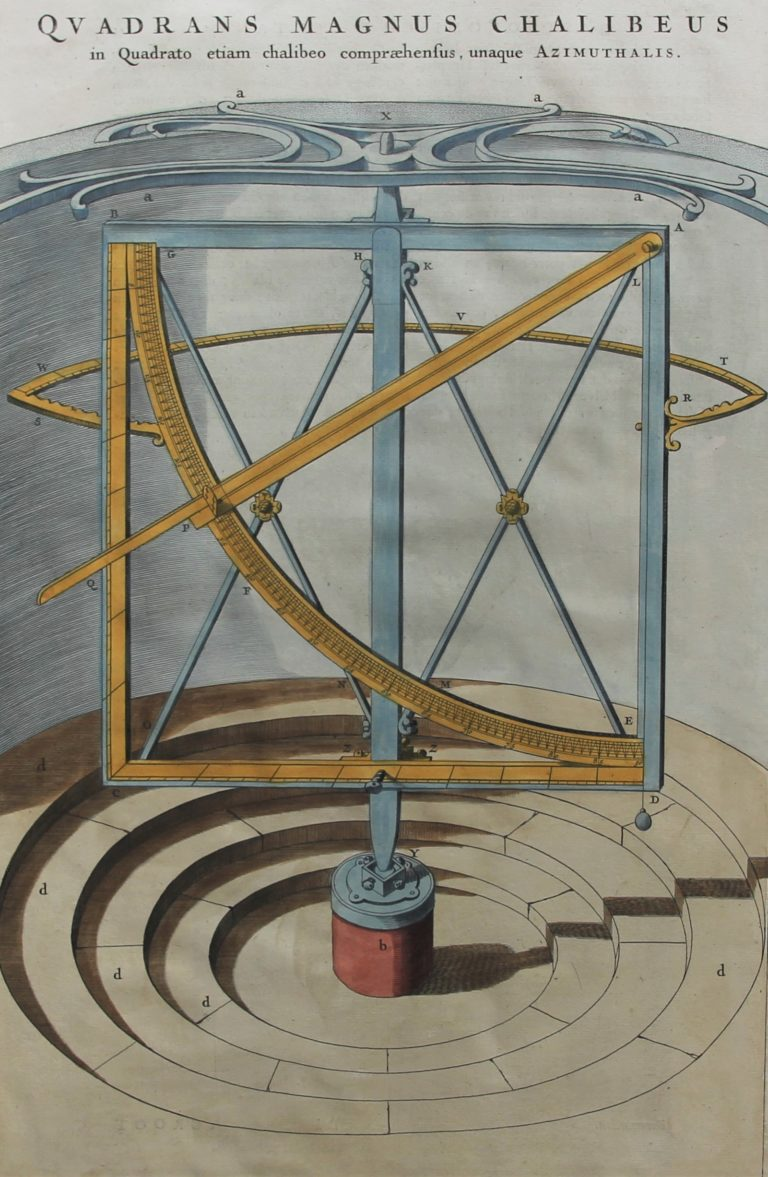 QVADRANS MAGNUS CHALIBEUS
in Quadrato etiam chalibeo compræhenſus, unaque AZIMUTHALIS.
a a
X
a a
B A
G H K L
V
W T
S R
P
Q F
N M E
O
Z Z
d
C D
Y
d b
d d
d